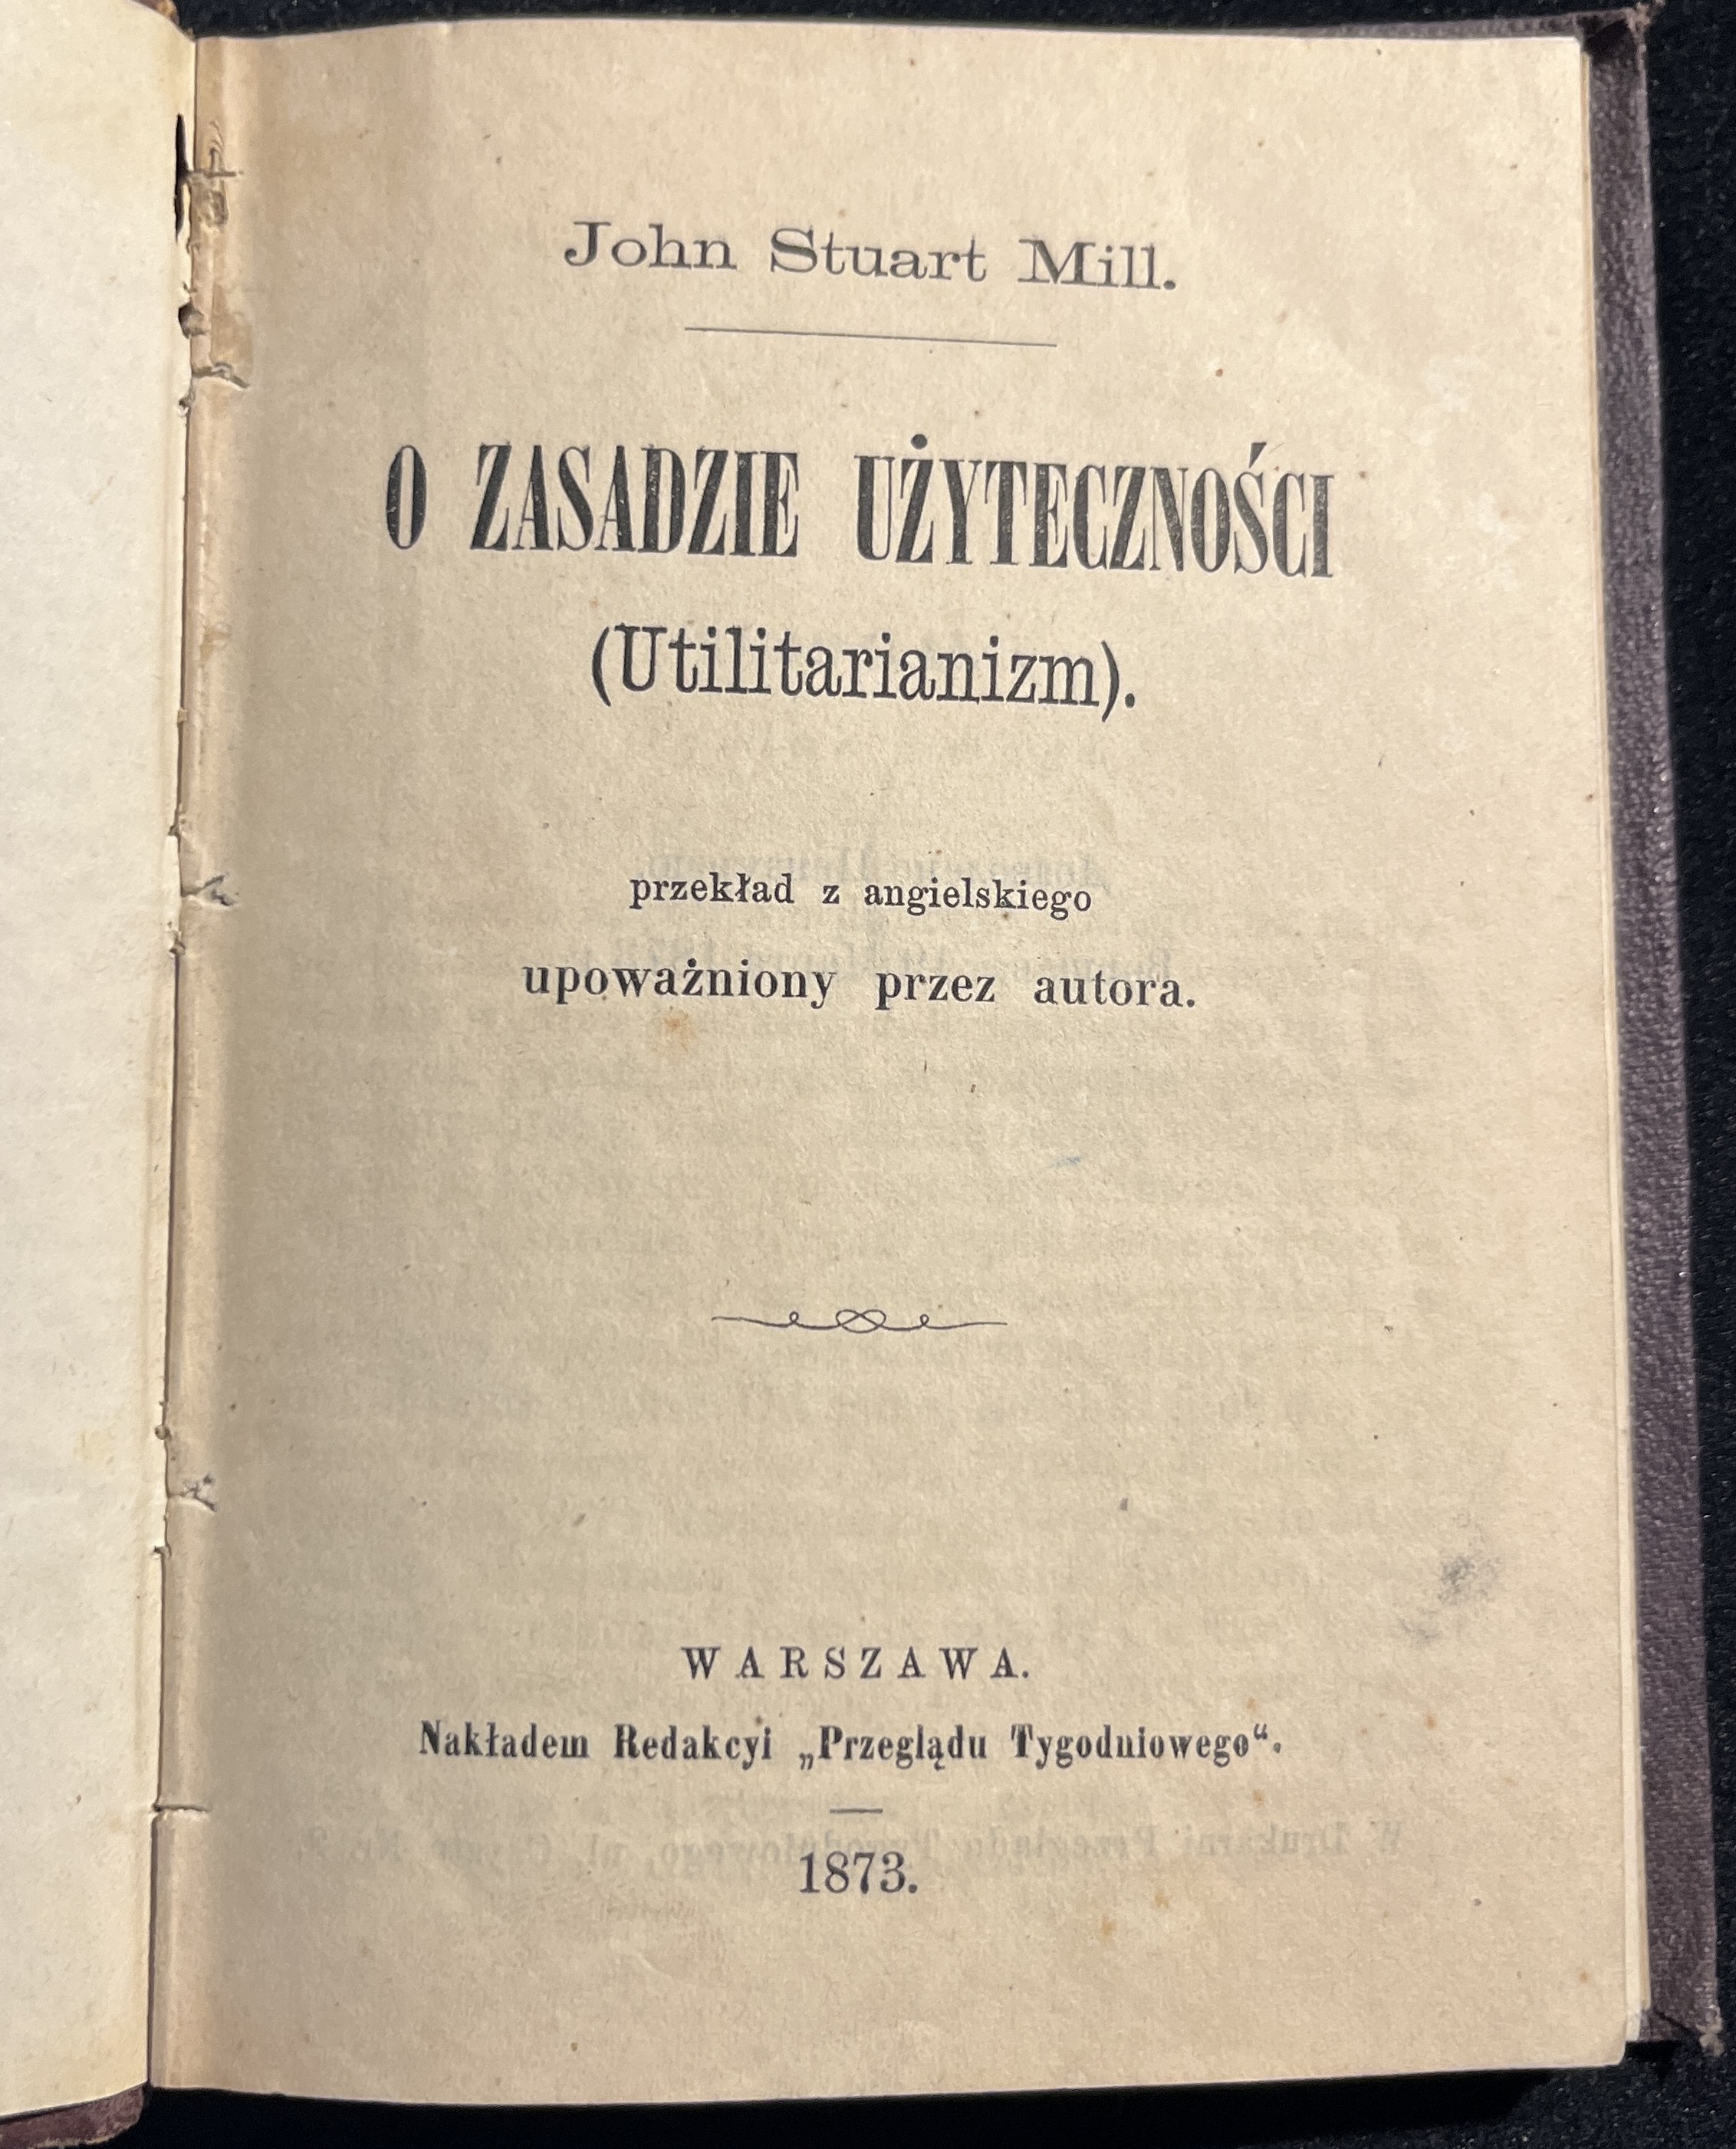 John Stuart Mill.
O ZASADZIE UŻYTECZNOŚCI
(Utilitarianizm).
przekład z angielskiego
upoważniony przez autora.
WARSZAWA.
Nakładem Redakcyi „Przeglądu Tygodniowego“.
1873.